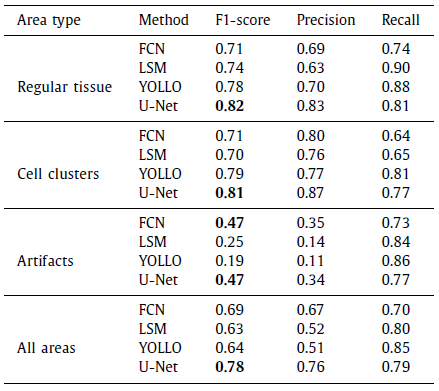 Area type Method F1-score Precision Recall
FCN 0.71 0.69 0.74
LSM 0.74 0.63 0.90
Regular tissue YOLLO 0.78 0.70 0.88
U-Net 0.82 0.83 0.81
FCN 0.71 0.80 0.64
LSM 0.70 0.76 0.65
Cell clusters YOLLO 0.79 0.77 0.81
U-Net 0.81 0.87 0.77
FCN 0.47 0.35 0.73
LSM 0.25 0.14 0.84
Artifacts YOLLO 0.19 0.11 0.86
U-Net 0.47 0.34 0.77
FCN 0.69 0.67 0.70
LSM 0.63 0.52 0.80
All areas YOLLO 0.64 0.51 0.85
U-Net 0.78 0.76 0.79